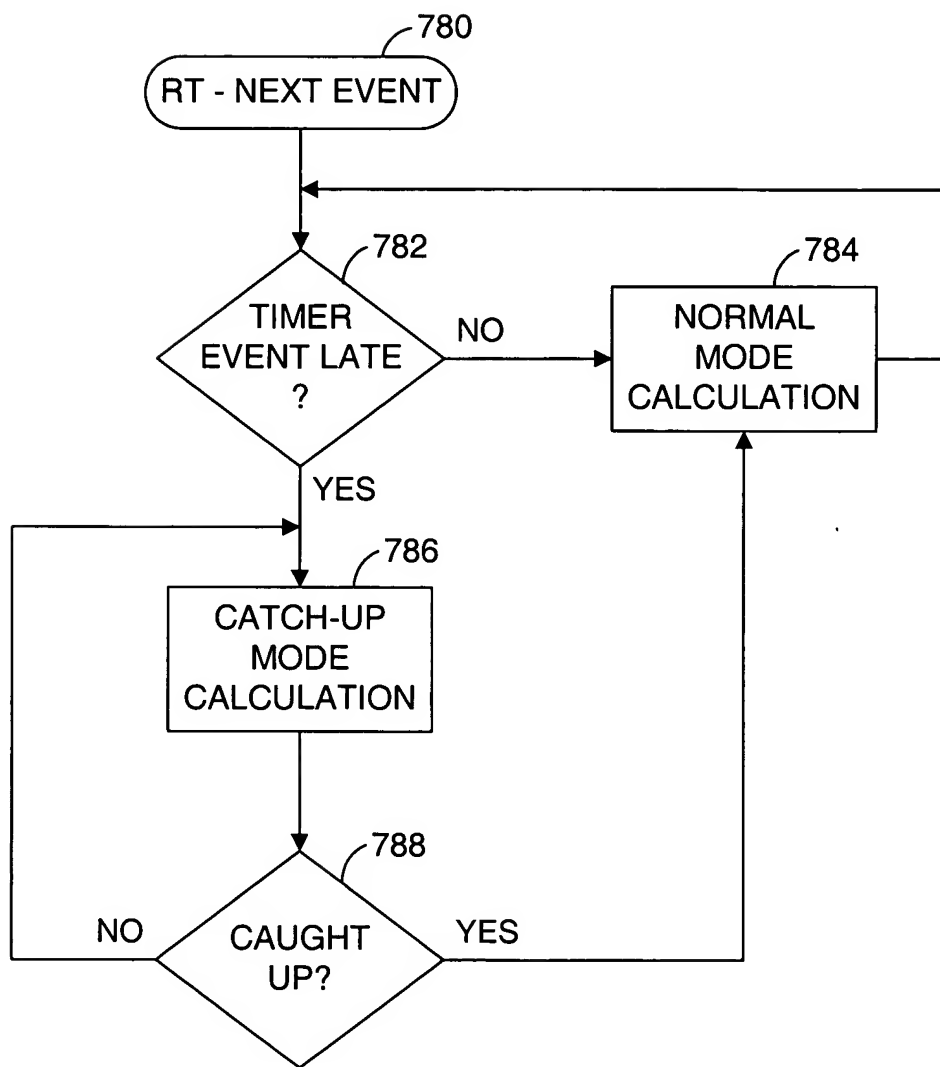 780
RT - NEXT EVENT
782
TIMER
EVENT LATE
?
NO
784
NORMAL
MODE
CALCULATION
YES
786
CATCH-UP
MODE
CALCULATION
788
CAUGHT
UP?
NO
YES